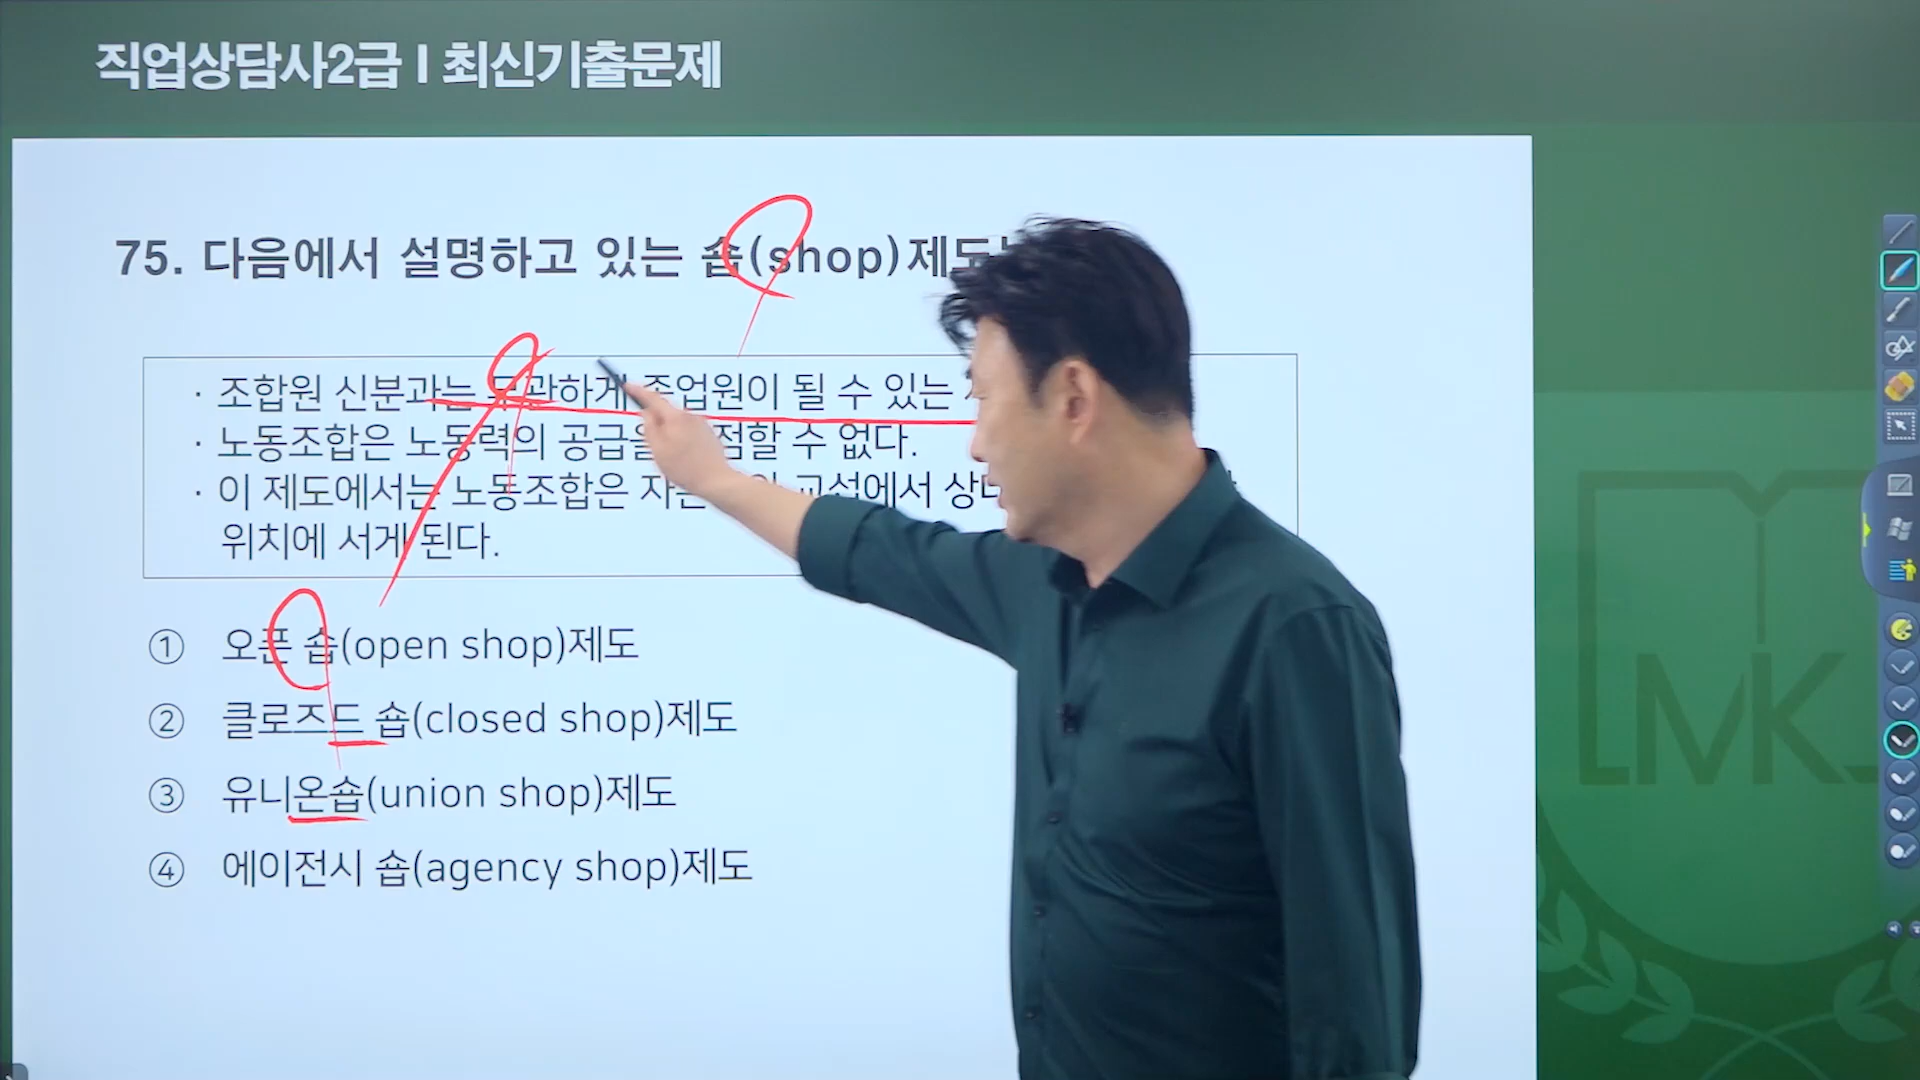 직업상담사2급 I 최신기출문제
75. 다음에서 설명하고 있는 숍(shop)제도는
· 조합원 신분과는 무관하게 종업원이 될 수 있는
· 노동조합은 노동력의 공급을 수 없다.
· 이 제도에서는 노동조합은 교섭에서
위치에 서게 된다.
① 오픈 숍(open shop)제도
② 클로즈드 숍(closed shop)제도
③ 유니온숍(union shop)제도
④ 에이전시 숍(agency shop)제도
MK